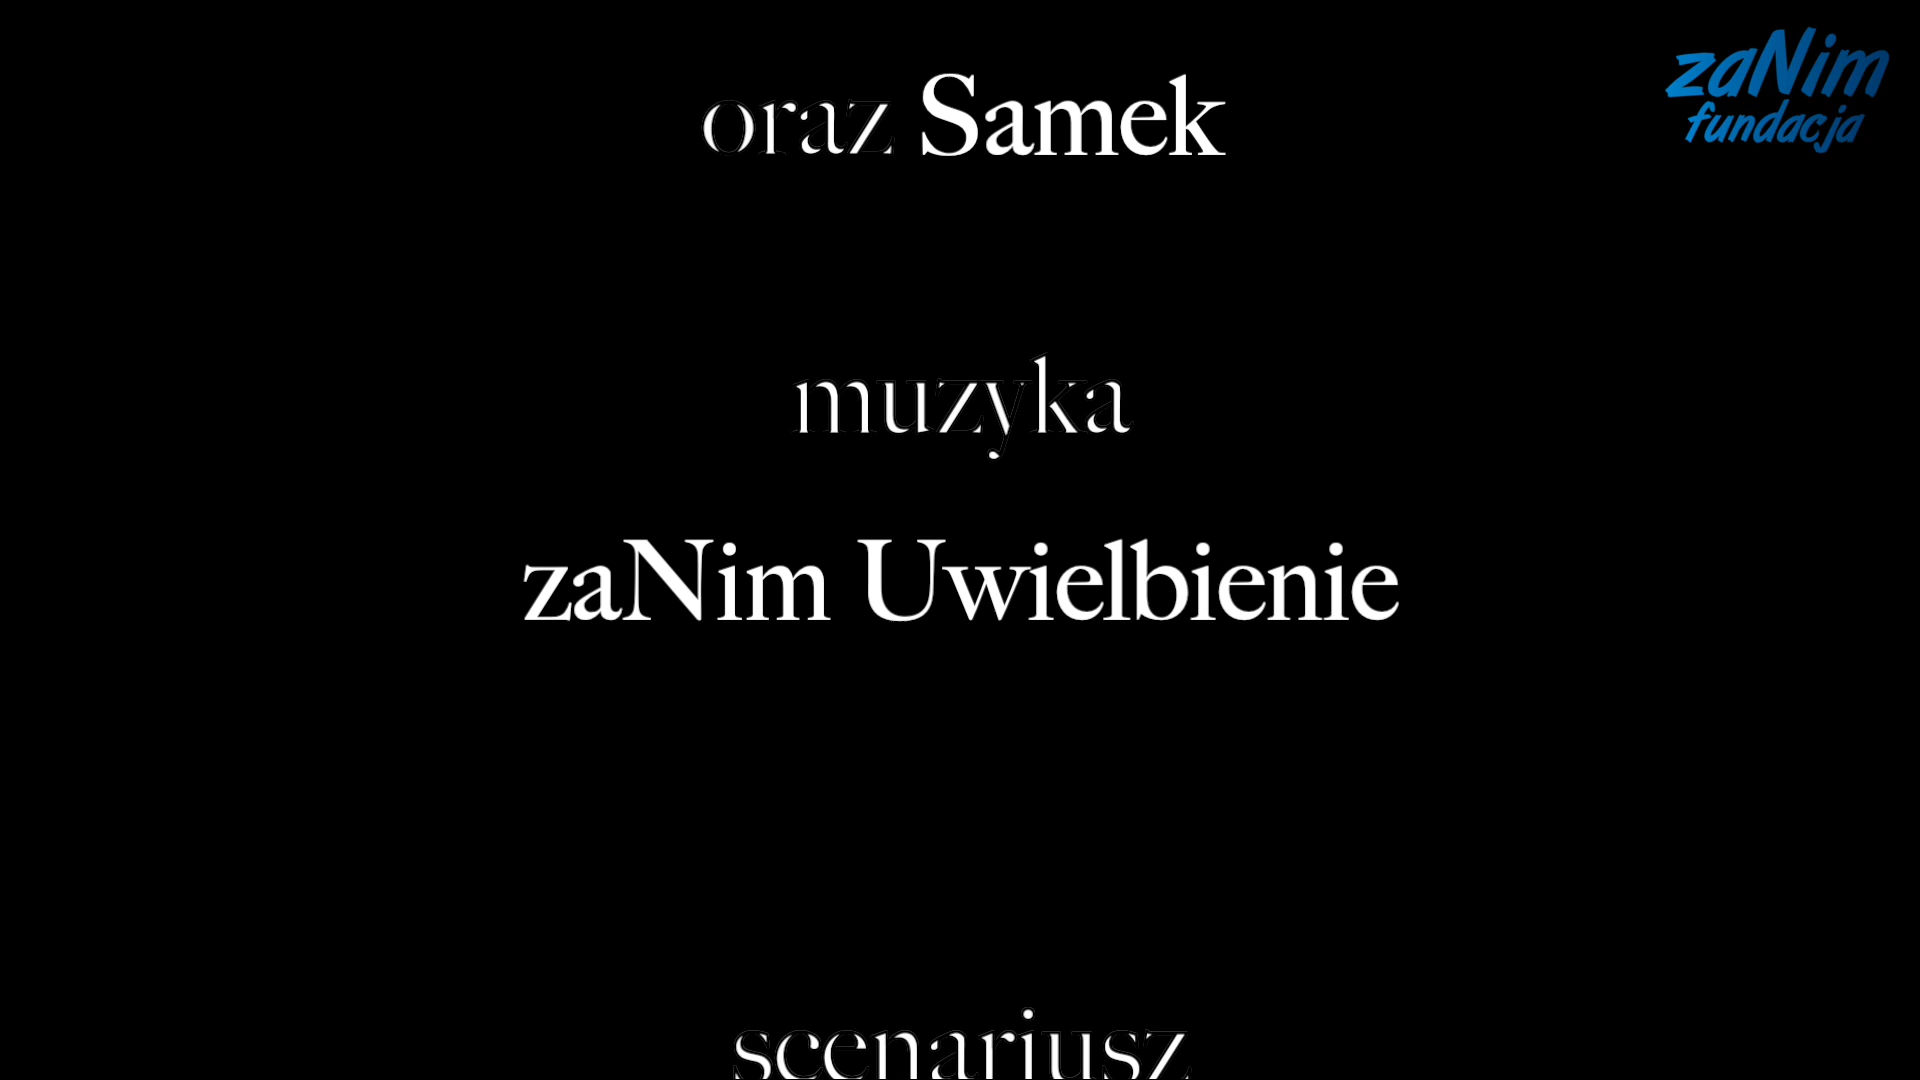 oraz Samek
zaNim
fundacja
muzyka
zaNim Uwielbienie
scenariusz